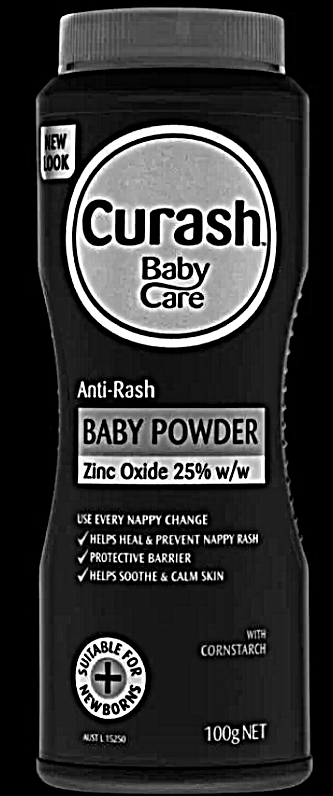 NEW
LOOK
Curash
Baby
Care
Anti-Rash
BABY POWDER
Zinc Oxide 25% w/w
USE EVERY NAPPY CHANGE
✓HELPS HEAL & PREVENT NAPPY RASH
✓PROTECTIVE BARRIER
✓HELPS SOOTHE & CALM SKIN
WITH
CORNSTARCH
SUITABLE FOR
NEWBORNS
AUST L 15250
100g NET